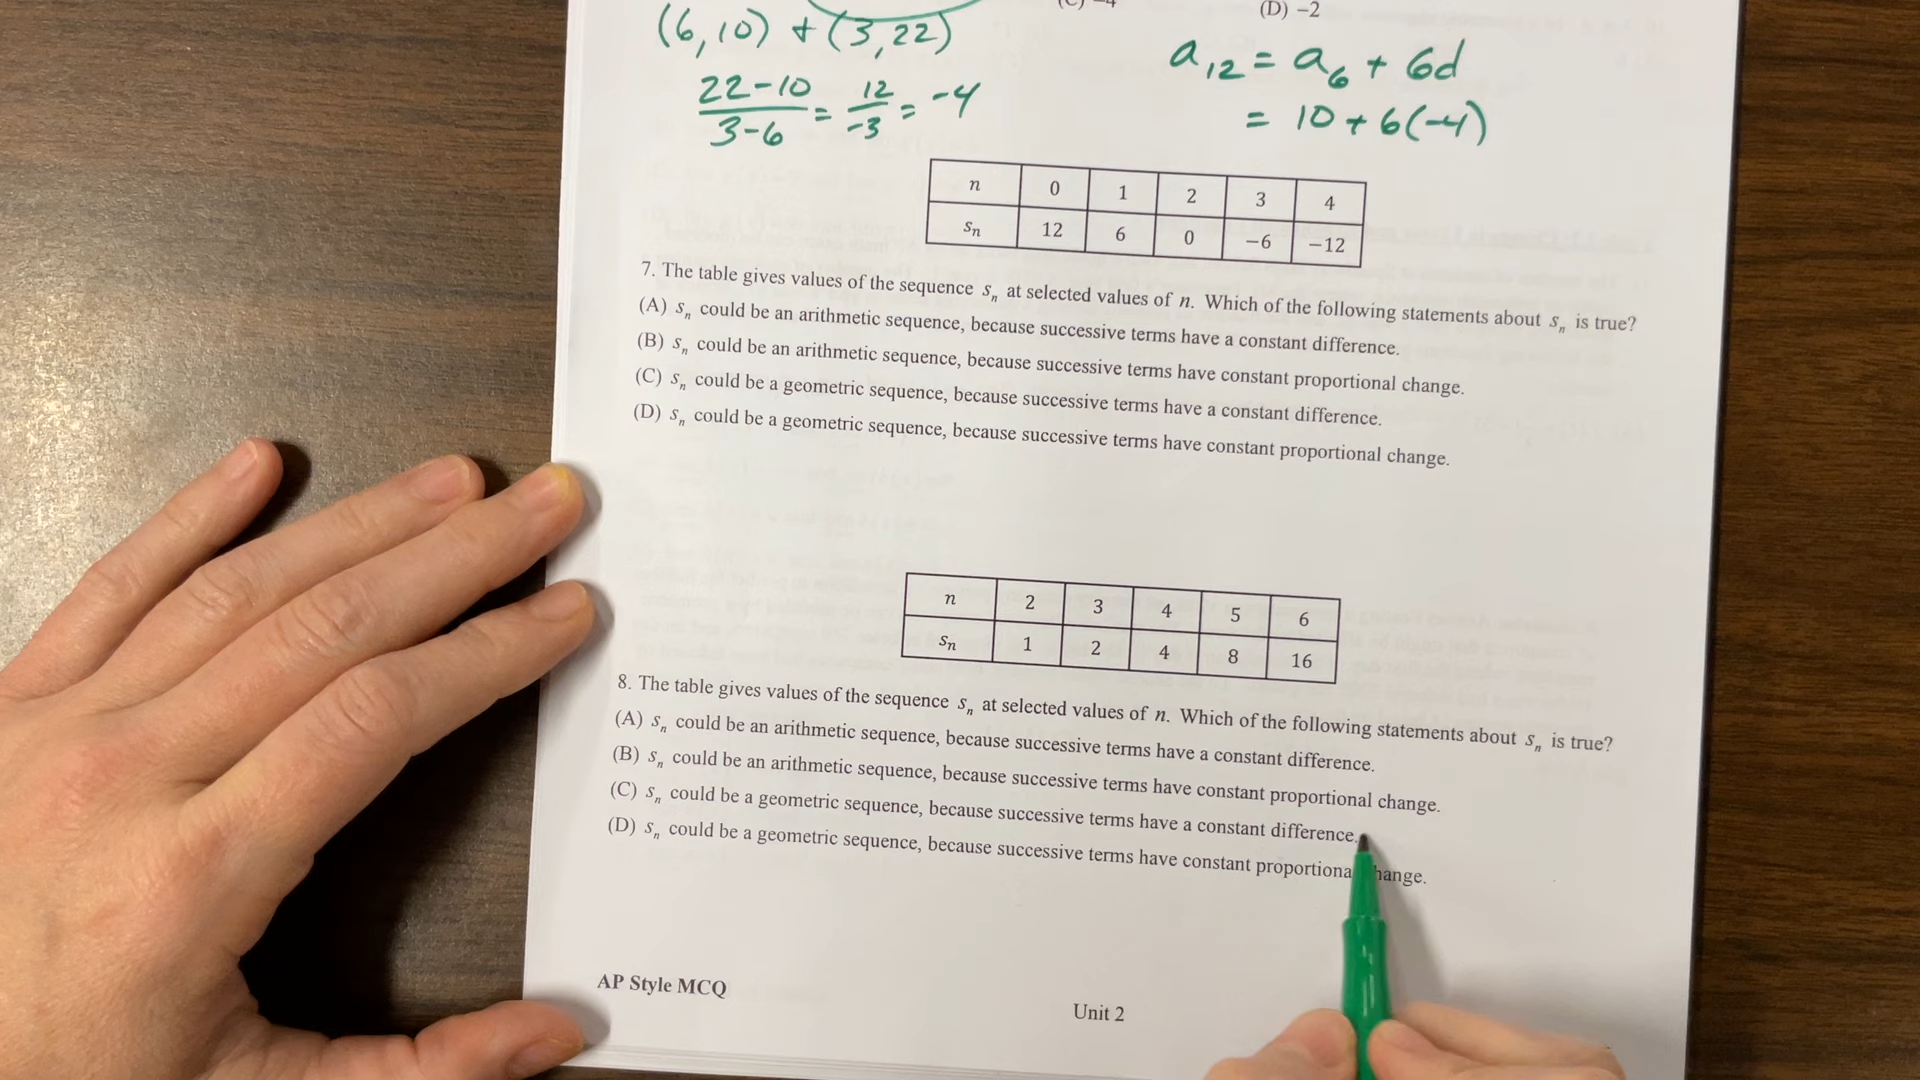 (D) −2
(6,10) + (3,22)
22-10 / 3-6 = 12 / -3 = -4
a12 = a6 + 6d
= 10 + 6(-4)
n 0 1 2 3 4
sn 12 6 0 −6 −12
7. The table gives values of the sequence sn at selected values of n. Which of the following statements about sn is true?
(A) sn could be an arithmetic sequence, because successive terms have a constant difference.
(B) sn could be an arithmetic sequence, because successive terms have constant proportional change.
(C) sn could be a geometric sequence, because successive terms have a constant difference.
(D) sn could be a geometric sequence, because successive terms have constant proportional change.
n 2 3 4 5 6
sn 1 2 4 8 16
8. The table gives values of the sequence sn at selected values of n. Which of the following statements about sn is true?
(A) sn could be an arithmetic sequence, because successive terms have a constant difference.
(B) sn could be an arithmetic sequence, because successive terms have constant proportional change.
(C) sn could be a geometric sequence, because successive terms have a constant difference.
(D) sn could be a geometric sequence, because successive terms have constant proportional change.
AP Style MCQ
Unit 2